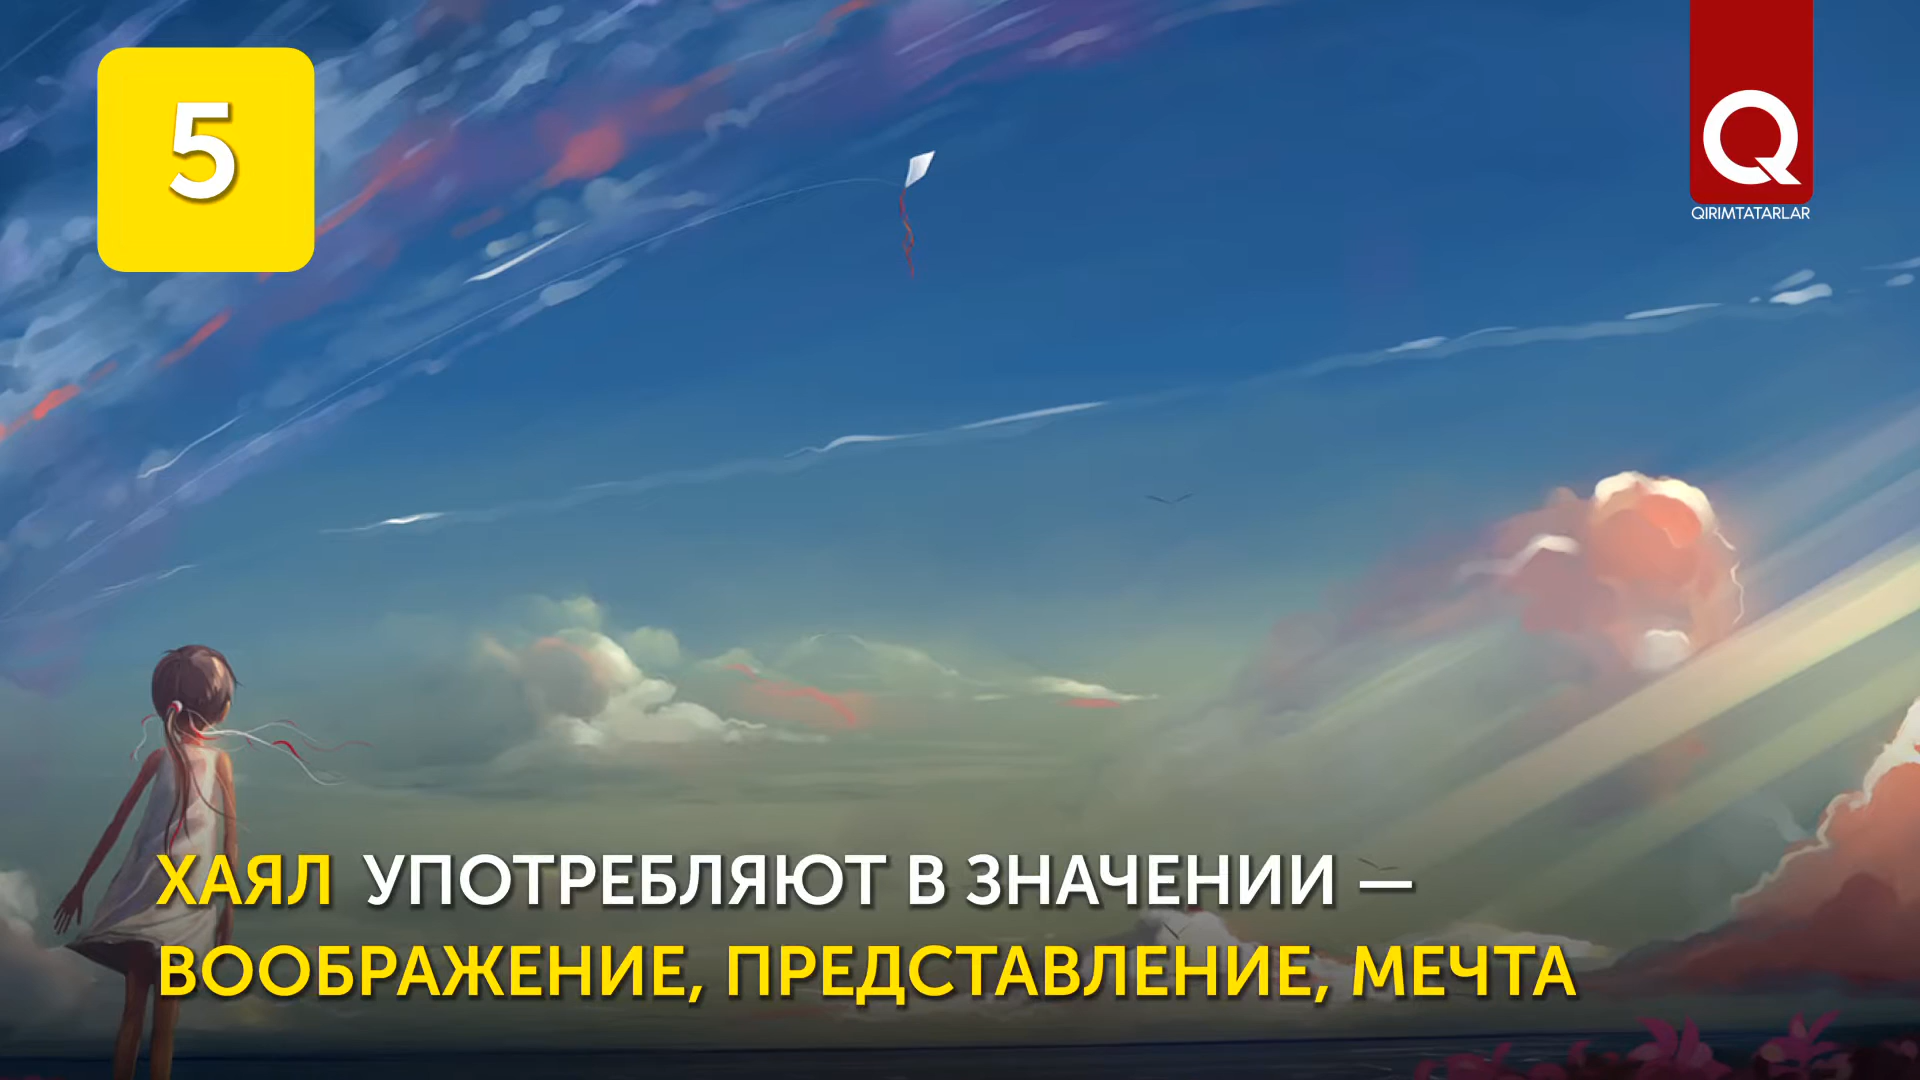 5
QIRIMTATARLAR
ХАЯЛ УПОТРЕБЛЯЮТ В ЗНАЧЕНИИ —
ВООБРАЖЕНИЕ, ПРЕДСТАВЛЕНИЕ, МЕЧТА